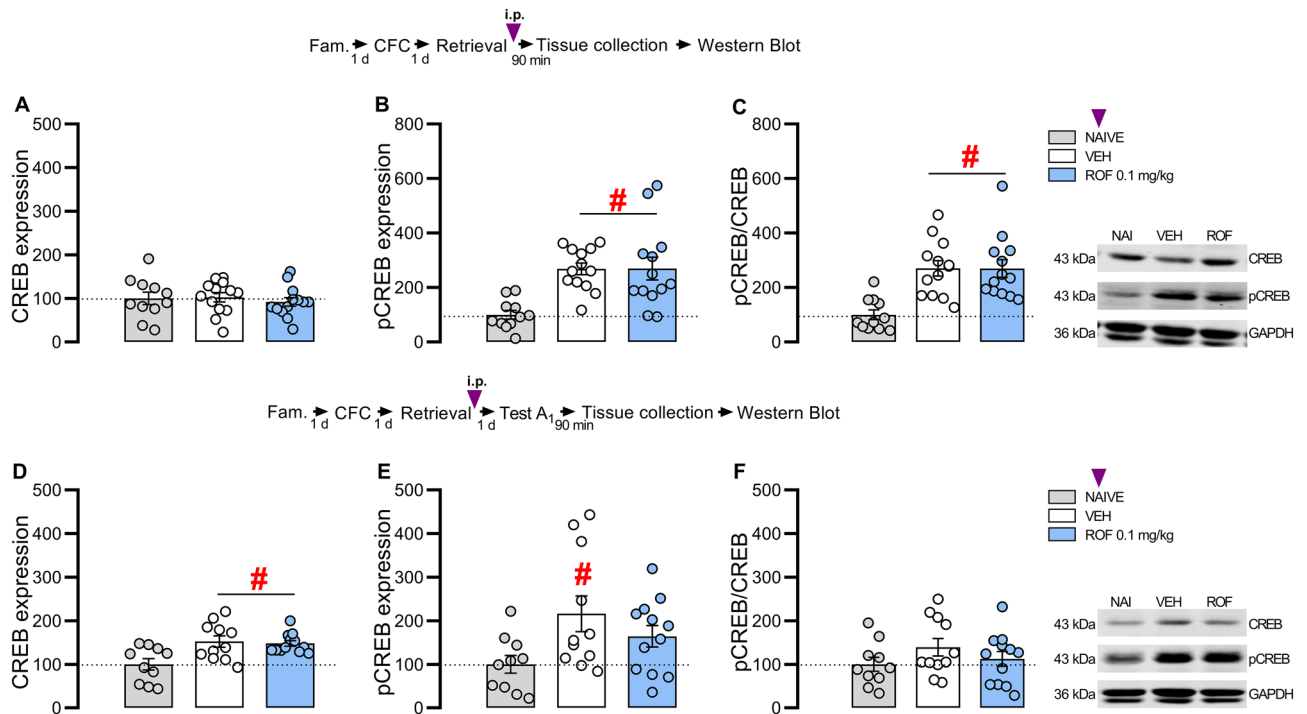 i.p.
Fam. CFC Retrieval Tissue collection Western Blot
1 d 1 d 90 min
A
CREB expression
500
400
300
200
100
0
B
pCREB expression
800
600
400
200
0
#
C
pCREB/CREB
800
600
400
200
0
#
NAIVE
VEH
ROF 0.1 mg/kg
NAI VEH ROF
43 kDa CREB
43 kDa pCREB
36 kDa GAPDH
i.p.
Fam. CFC Retrieval Test A1 Tissue collection Western Blot
1 d 1 d 1 d 90 min
D
CREB expression
500
400
300
200
100
0
#
E
pCREB expression
500
400
300
200
100
0
#
F
pCREB/CREB
500
400
300
200
100
0
NAIVE
VEH
ROF 0.1 mg/kg
NAI VEH ROF
43 kDa CREB
43 kDa pCREB
36 kDa GAPDH